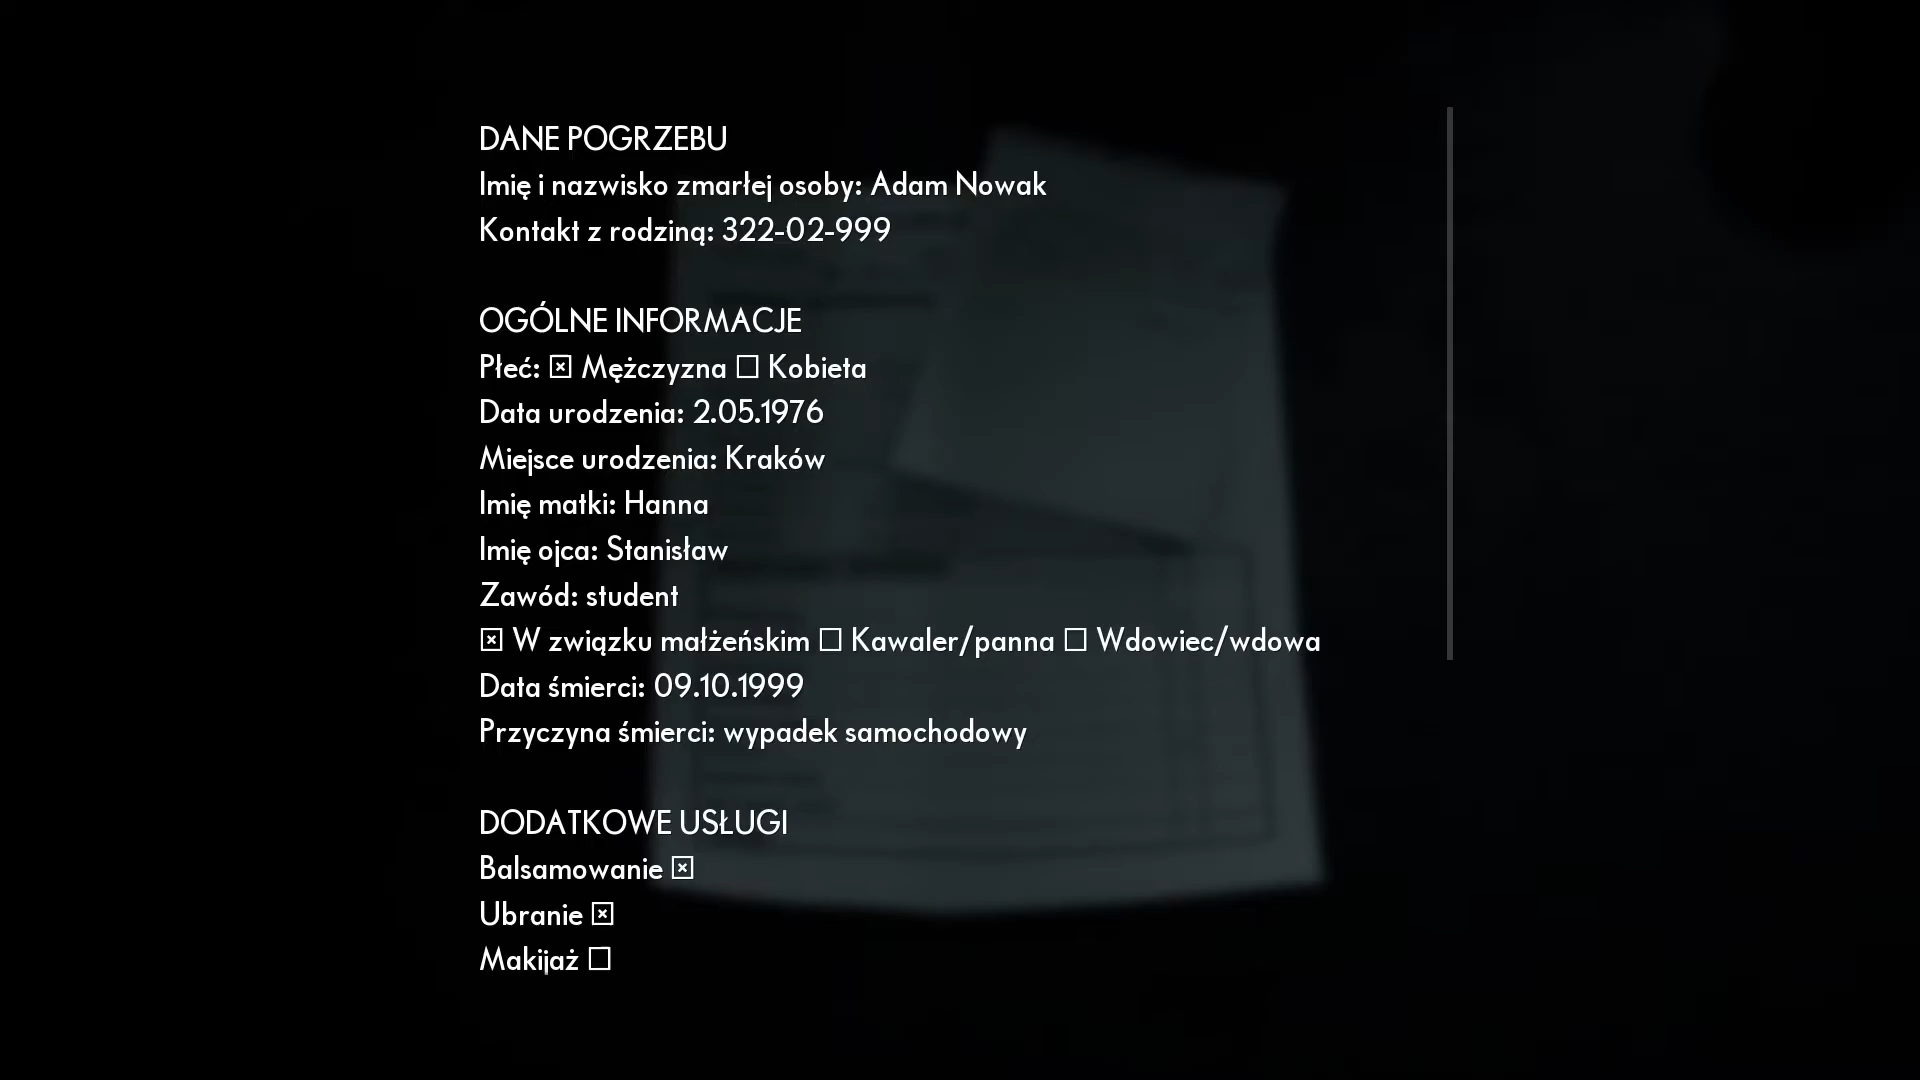 DANE POGRZEBU
Imię i nazwisko zmarłej osoby: Adam Nowak
Kontakt z rodziną: 322-02-999
OGÓLNE INFORMACJE
Płeć: ☒ Mężczyzna ☐ Kobieta
Data urodzenia: 2.05.1976
Miejsce urodzenia: Kraków
Imię matki: Hanna
Imię ojca: Stanisław
Zawód: student
☒ W związku małżeńskim ☐ Kawaler/panna ☐ Wdowiec/wdowa
Data śmierci: 09.10.1999
Przyczyna śmierci: wypadek samochodowy
DODATKOWE USŁUGI
Balsamowanie ☒
Ubranie ☒
Makijaż ☐